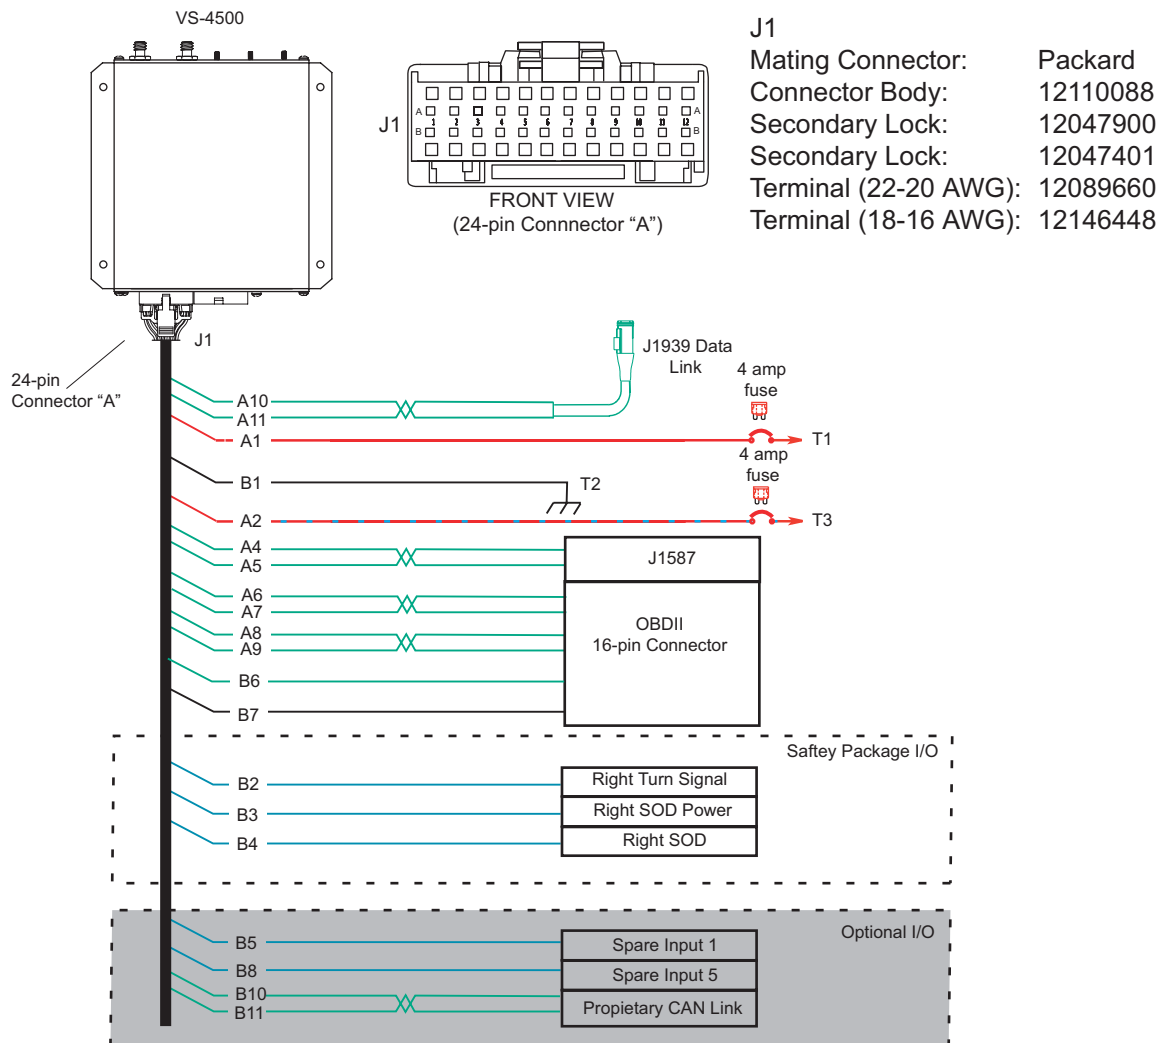 VS-4500
J1
Mating Connector: Packard
Connector Body: 12110088
Secondary Lock: 12047900
Secondary Lock: 12047401
Terminal (22-20 AWG): 12089660
Terminal (18-16 AWG): 12146448
J1
A A
1 2 3 4 5 6 7 8 9 10 11 12
B B
FRONT VIEW
(24-pin Connnector “A”)
J1
24-pin
Connector “A”
J1939 Data
Link
4 amp
fuse
A10
A11
A1
T1
4 amp
fuse
B1
T2
A2
T3
A4
A5
J1587
A6
A7
A8
A9
OBDII
16-pin Connector
B6
B7
Saftey Package I/O
B2
Right Turn Signal
B3
Right SOD Power
B4
Right SOD
Optional I/O
B5
Spare Input 1
B8
Spare Input 5
B10
B11
Propietary CAN Link